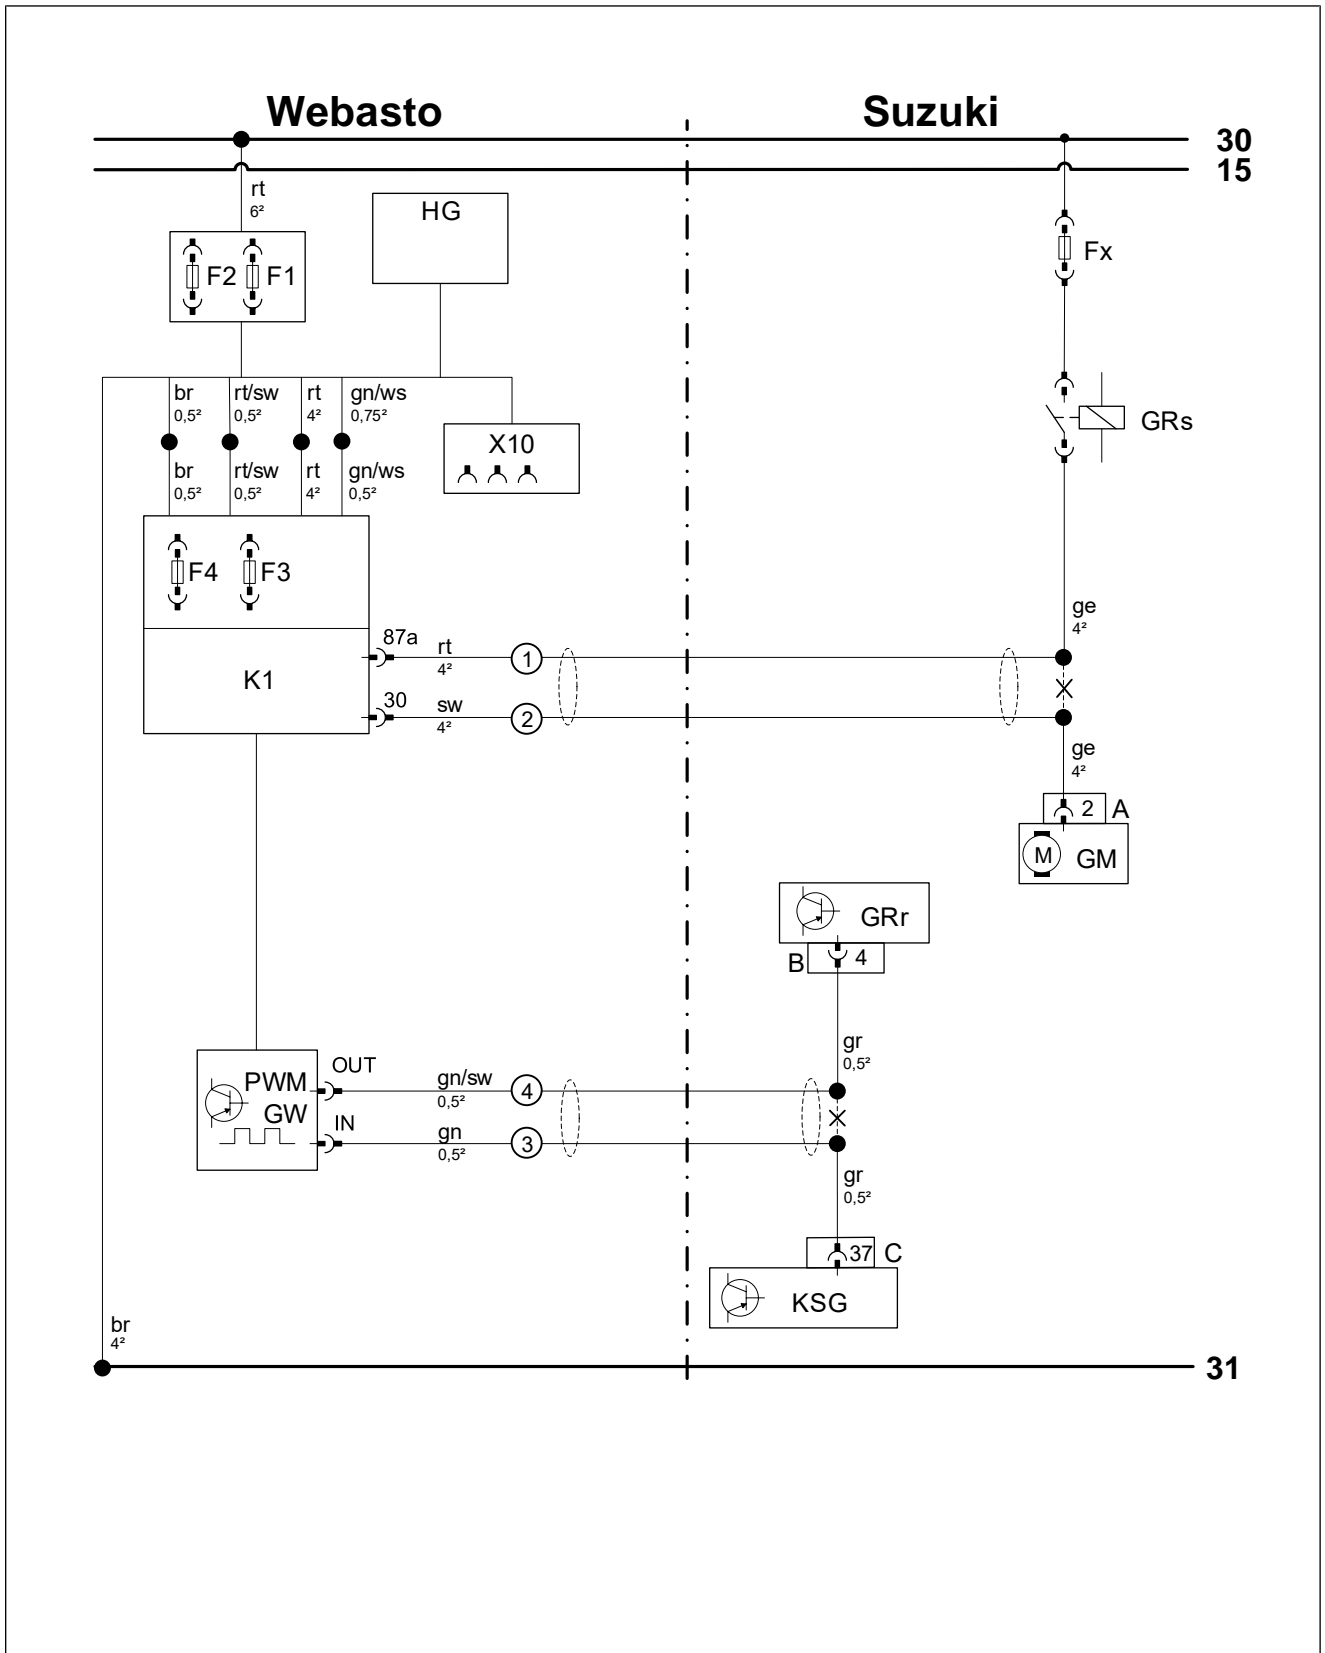 Webasto Suzuki
30
15
rt
6²
HG
F2 F1
Fx
br rt/sw rt gn/ws
0,5² 0,5² 4² 0,75²
GRs
X10
br rt/sw rt gn/ws
0,5² 0,5² 4² 0,5²
F4 F3
ge
4²
87a
rt
4²
1
K1
30
sw
4²
2
ge
4²
2 A
M GM
GRr
B 4
gr
0,5²
OUT
PWM
GW
gn/sw
0,5²
4
IN
gn
0,5²
3
gr
0,5²
37 C
KSG
br
4²
31